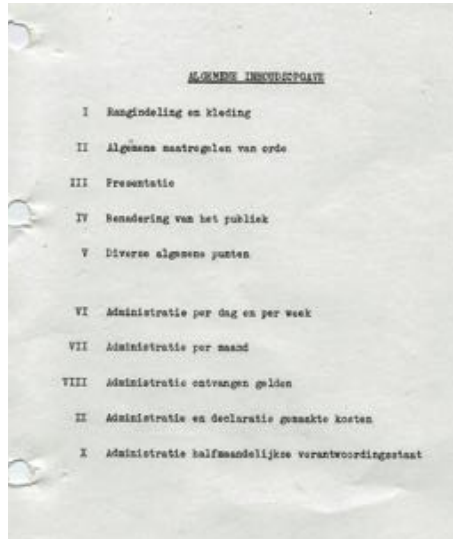 ALGEMENE INHOUDSOPGAVE
I Rangindeling en kleding
II Algemene maatregelen van orde
III Presentatie
IV Benadering van het publiek
V Diverse algemene punten
VI Administratie per dag en per week
VII Administratie per maand
VIII Administratie ontvangen gelden
IX Administratie en declaratie gemaakte kosten
X Administratie halfmaandelijkse verantwoordingsstaat